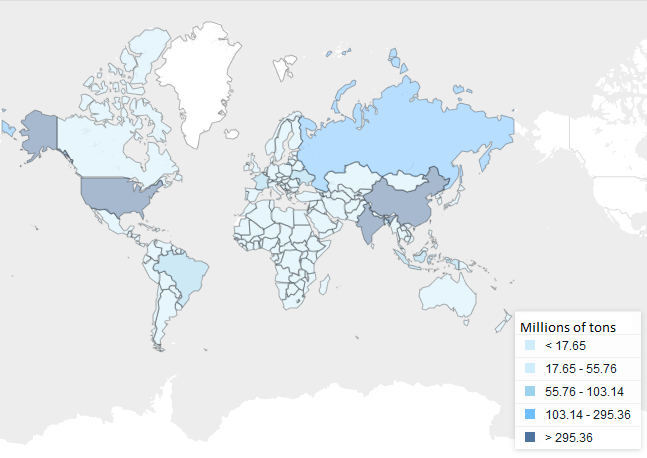 Millions of tons
< 17.65
17.65 - 55.76
55.76 - 103.14
103.14 - 295.36
> 295.36